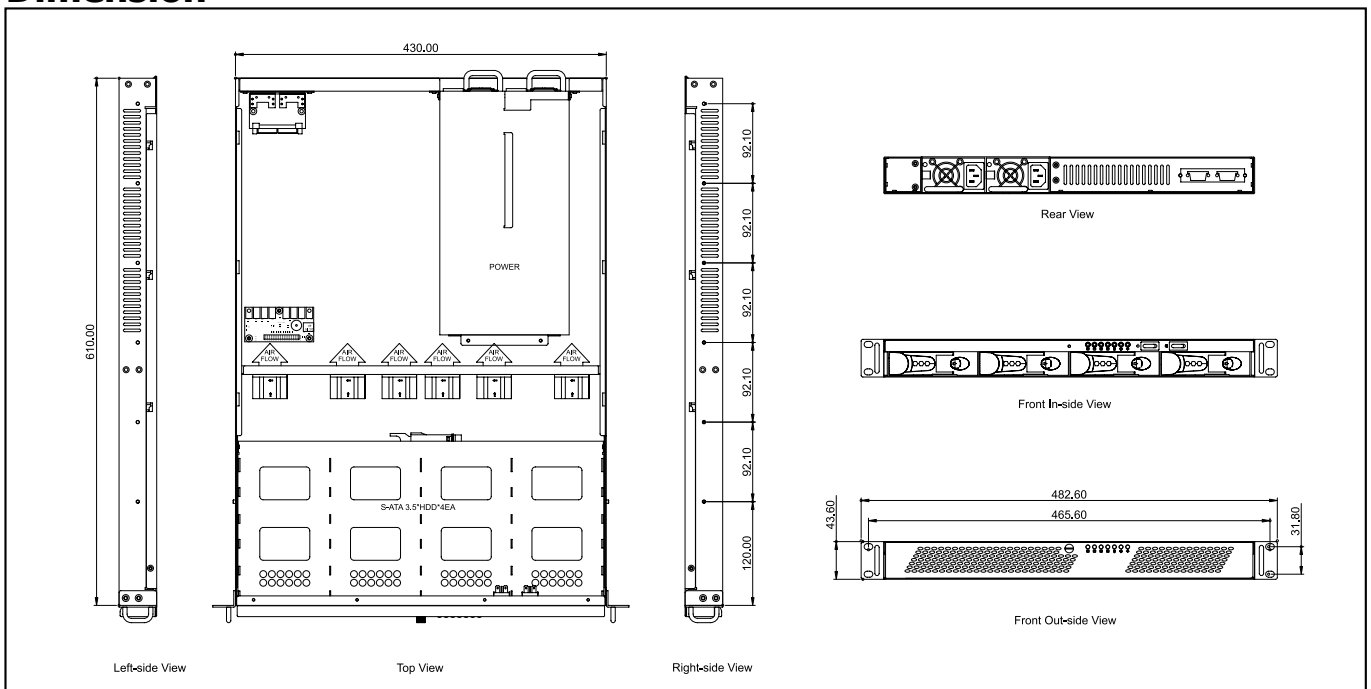 Dimension
430.00
610.00
POWER
AIR FLOW
AIR FLOW
AIR FLOW
AIR FLOW
AIR FLOW
AIR FLOW
S-ATA 3.5"HDD*4EA
92.10
92.10
92.10
92.10
92.10
120.00
Left-side View
Top View
Right-side View
Rear View
Front In-side View
482.60
465.60
43.60
31.80
Front Out-side View